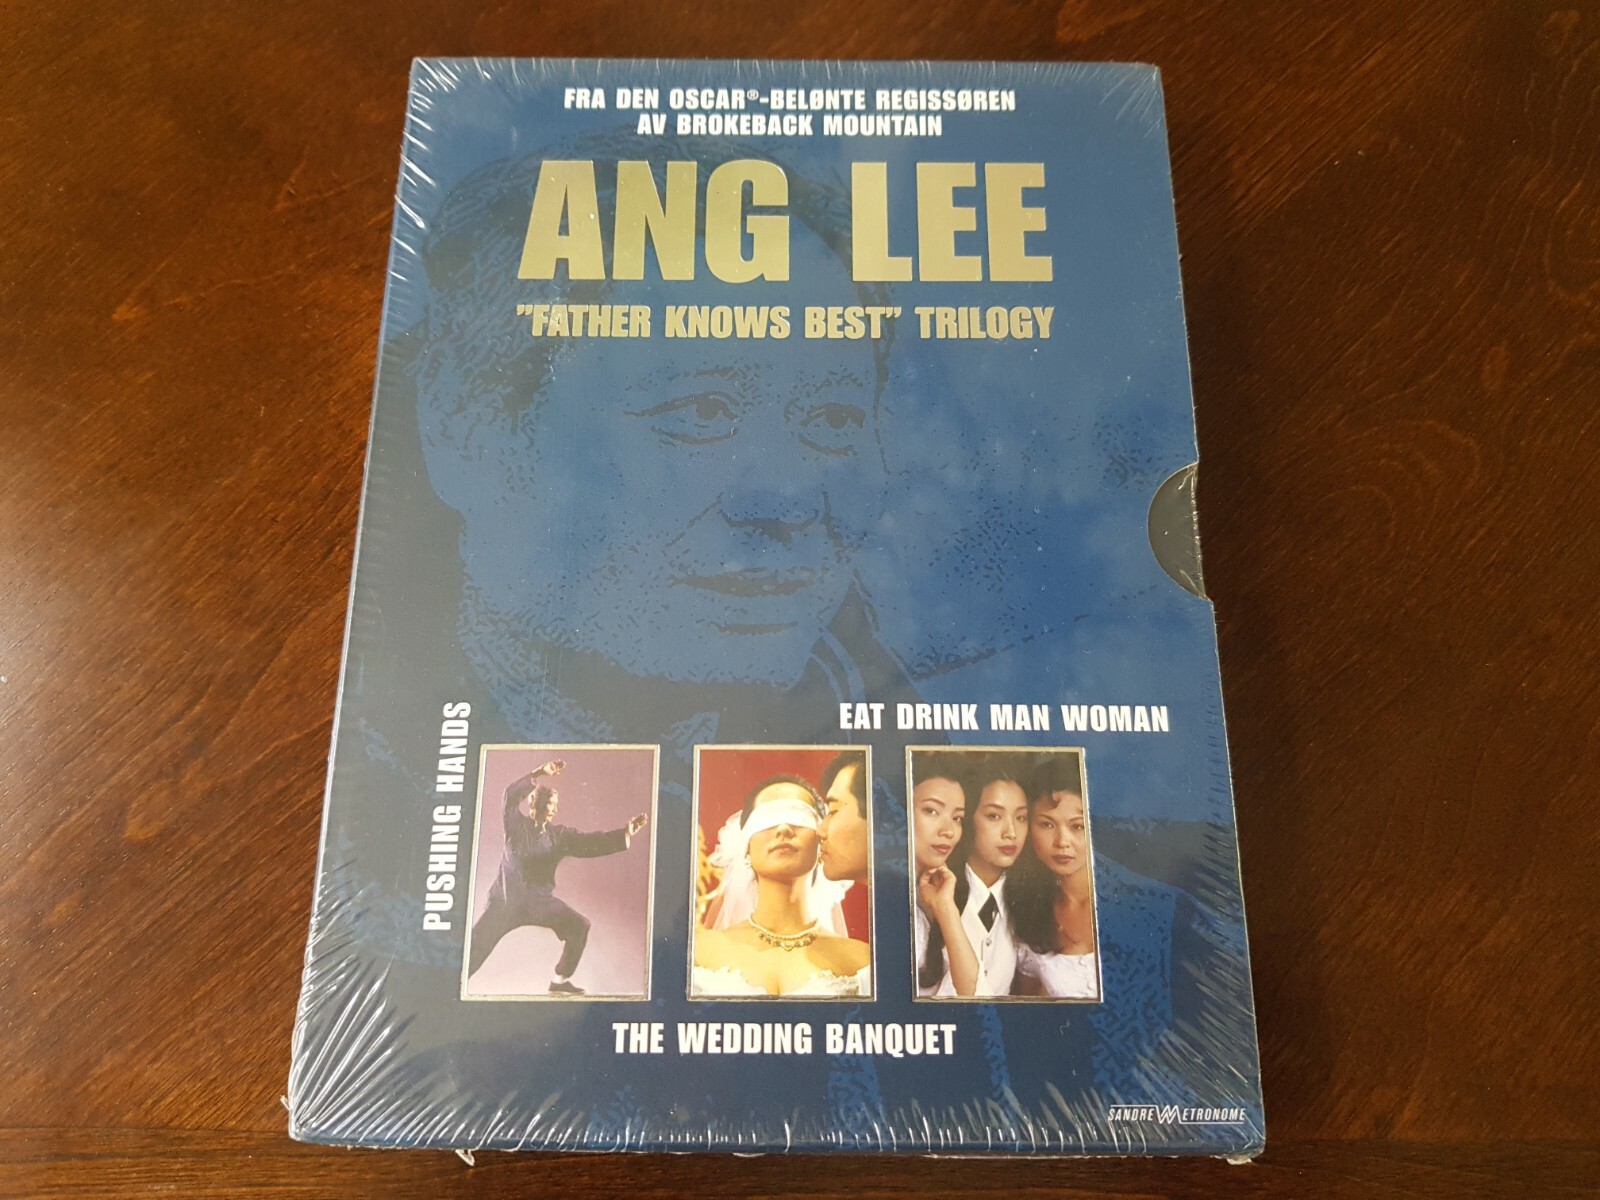 FRA DEN OSCAR®-BELØNTE REGISSØREN
AV BROKEBACK MOUNTAIN
ANG LEE
"FATHER KNOWS BEST" TRILOGY
EAT DRINK MAN WOMAN
PUSHING HANDS
THE WEDDING BANQUET
SANDREW METRONOME